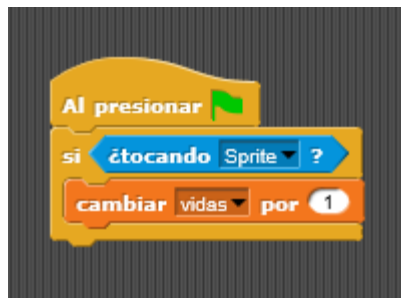 Al presionar
si ¿tocando Sprite ?
cambiar vidas por 1